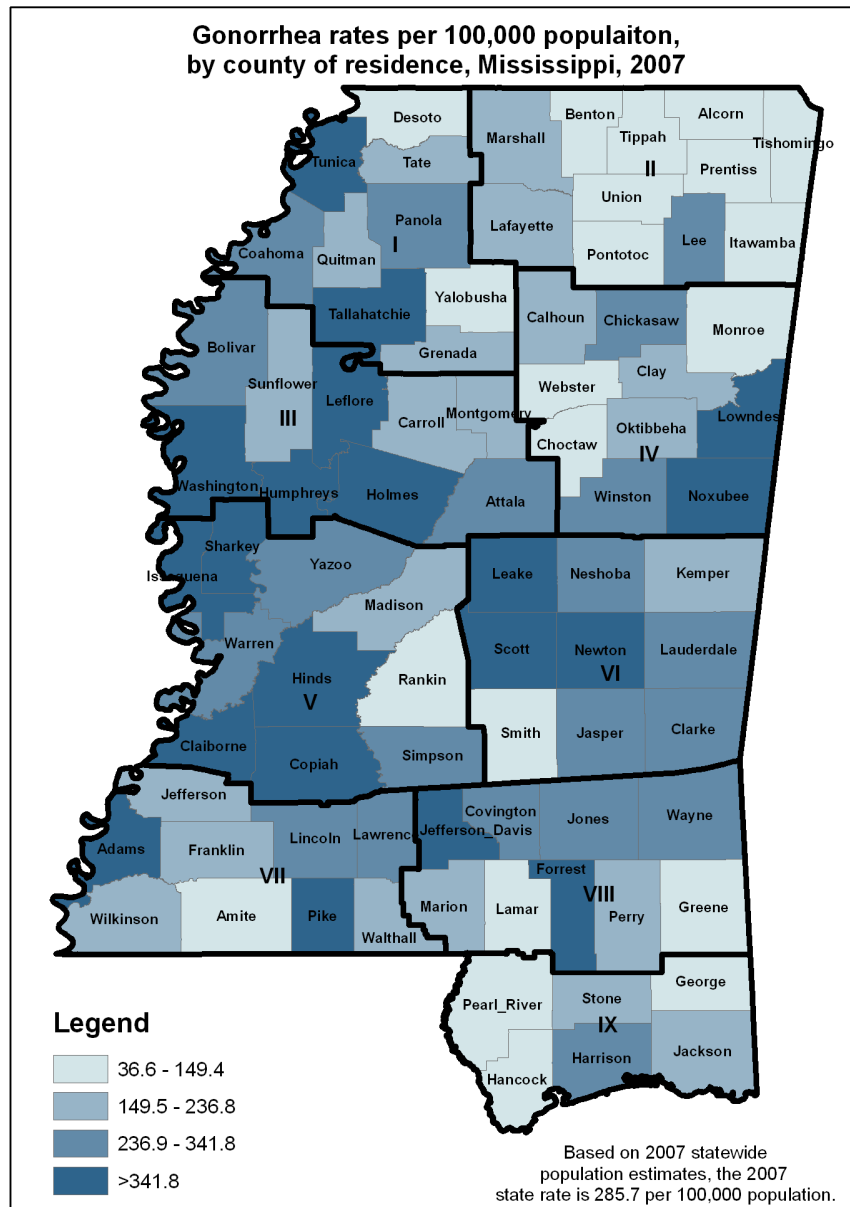 Gonorrhea rates per 100,000 populaiton,
by county of residence, Mississippi, 2007
Desoto
Benton
Alcorn
Marshall
Tippah
Tishomingo
Tunica
Tate
II
Prentiss
Union
Panola
Lafayette
Lee
Itawamba
I
Coahoma
Quitman
Pontotoc
Yalobusha
Tallahatchie
Calhoun
Chickasaw
Monroe
Bolivar
Grenada
Sunflower
Clay
Webster
Leflore
III
Carroll
Montgomery
Lowndes
Choctaw
Oktibbeha
IV
Washington
Humphreys
Holmes
Attala
Winston
Noxubee
Sharkey
Issaquena
Yazoo
Leake
Neshoba
Kemper
Madison
Warren
Scott
Newton
Lauderdale
VI
Hinds
Rankin
V
Claiborne
Copiah
Simpson
Smith
Jasper
Clarke
Jefferson
Covington
Jones
Wayne
Adams
Franklin
Lincoln
Lawrence
Jefferson_Davis
VII
Forrest
VIII
Wilkinson
Amite
Pike
Walthall
Marion
Lamar
Perry
Greene
Pearl_River
Stone
George
IX
Harrison
Jackson
Hancock
Legend
36.6 - 149.4
149.5 - 236.8
236.9 - 341.8
>341.8
Based on 2007 statewide
population estimates, the 2007
state rate is 285.7 per 100,000 population.